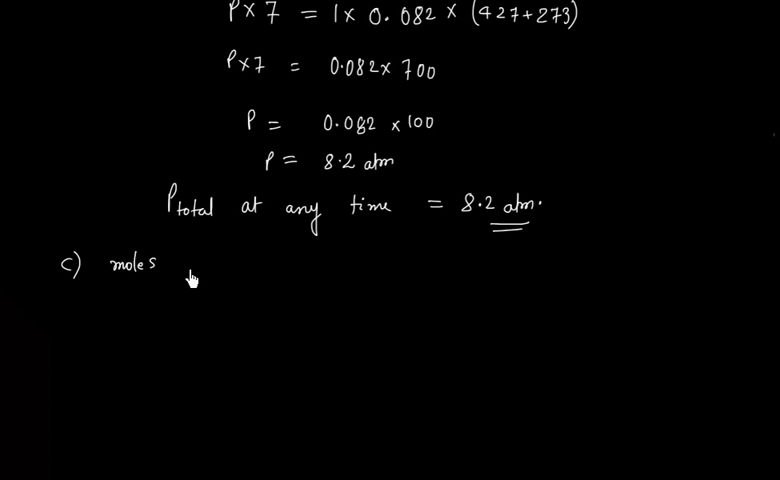 P × 7 = 1 × 0.082 × (427+273)
P × 7 = 0.082 × 700
P = 0.082 × 100
P = 8.2 atm
P total at any time = 8.2 atm.
c) moles